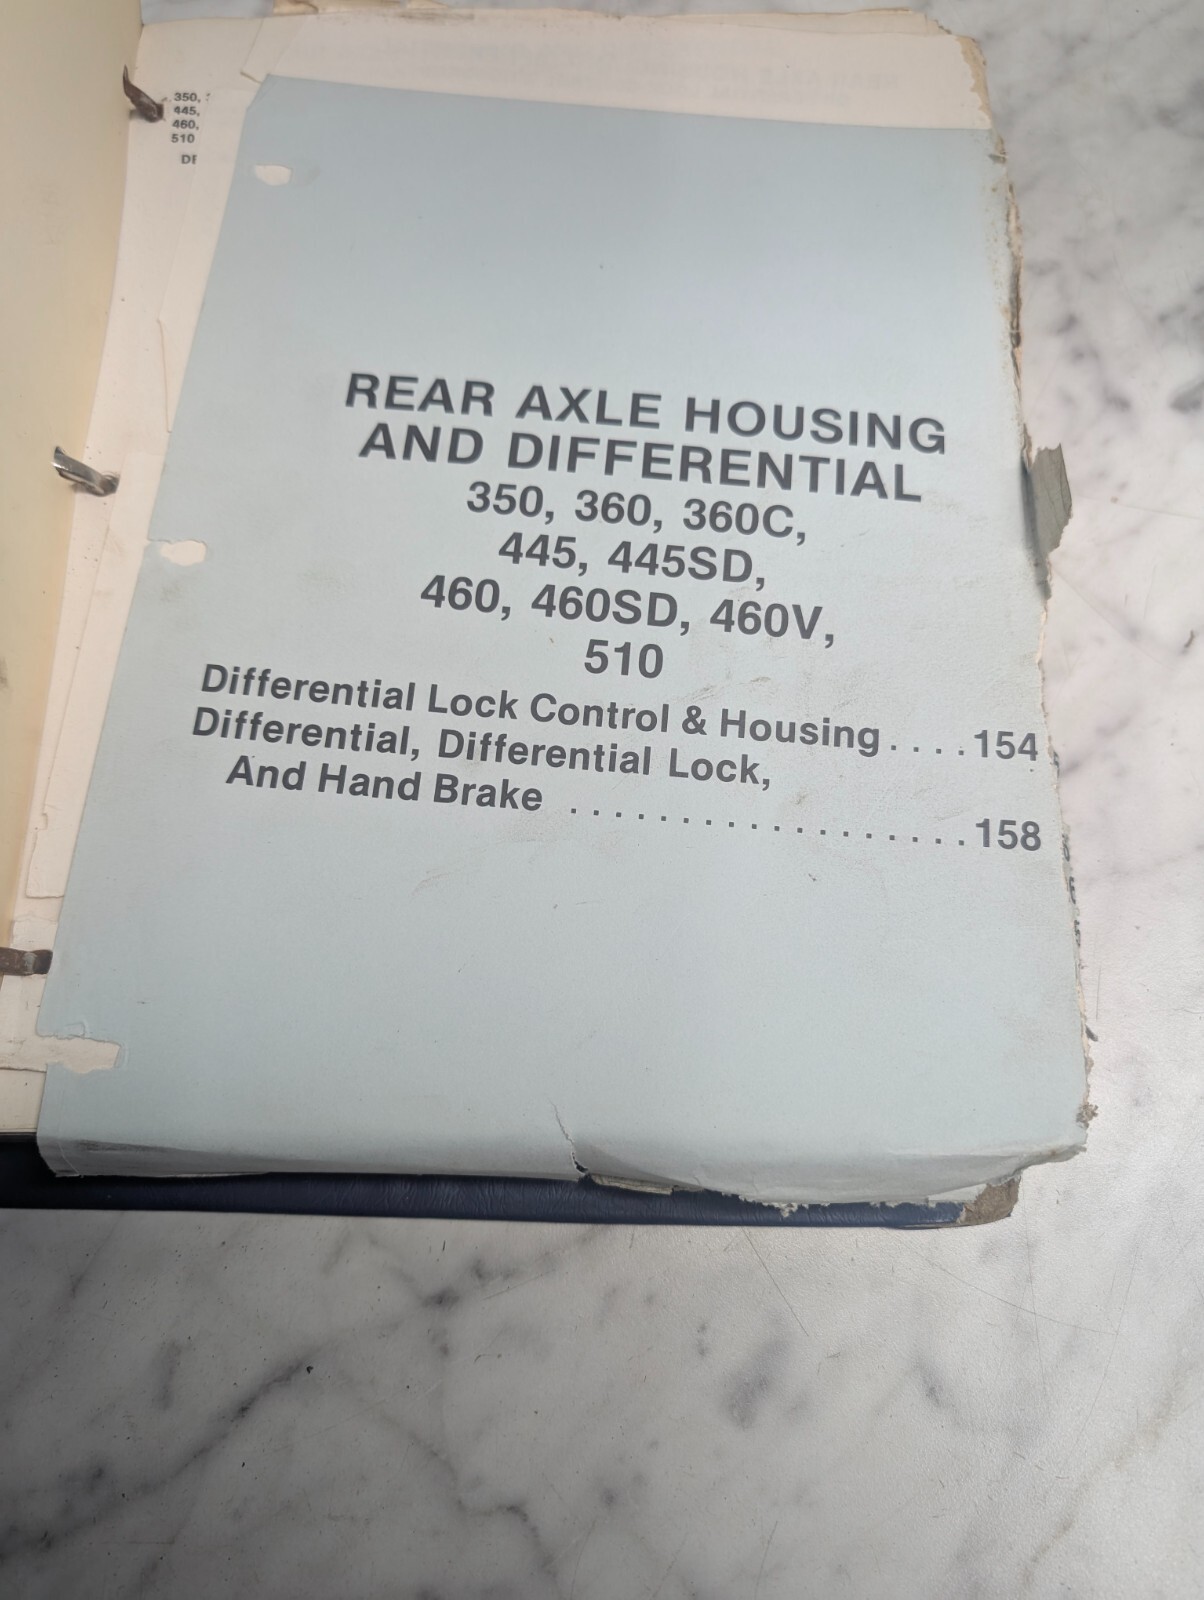 350,
445,
460,
510
REAR AXLE HOUSING
AND DIFFERENTIAL
350, 360, 360C,
445, 445SD,
460, 460SD, 460V,
510
Differential Lock Control & Housing....154
Differential, Differential Lock,
And Hand Brake ..................158